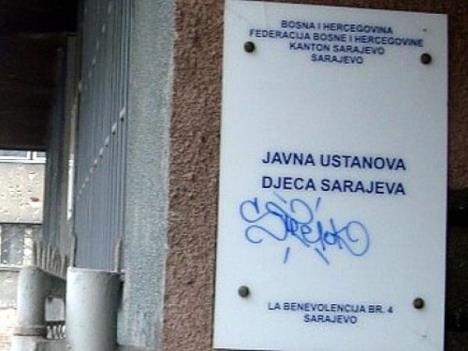 BOSNA I HERCEGOVINA
FEDERACIJA BOSNE I HERCEGOVINE
KANTON SARAJEVO
SARAJEVO
JAVNA USTANOVA
DJECA SARAJEVA
LA BENEVOLENCIJA BR. 4
SARAJEVO